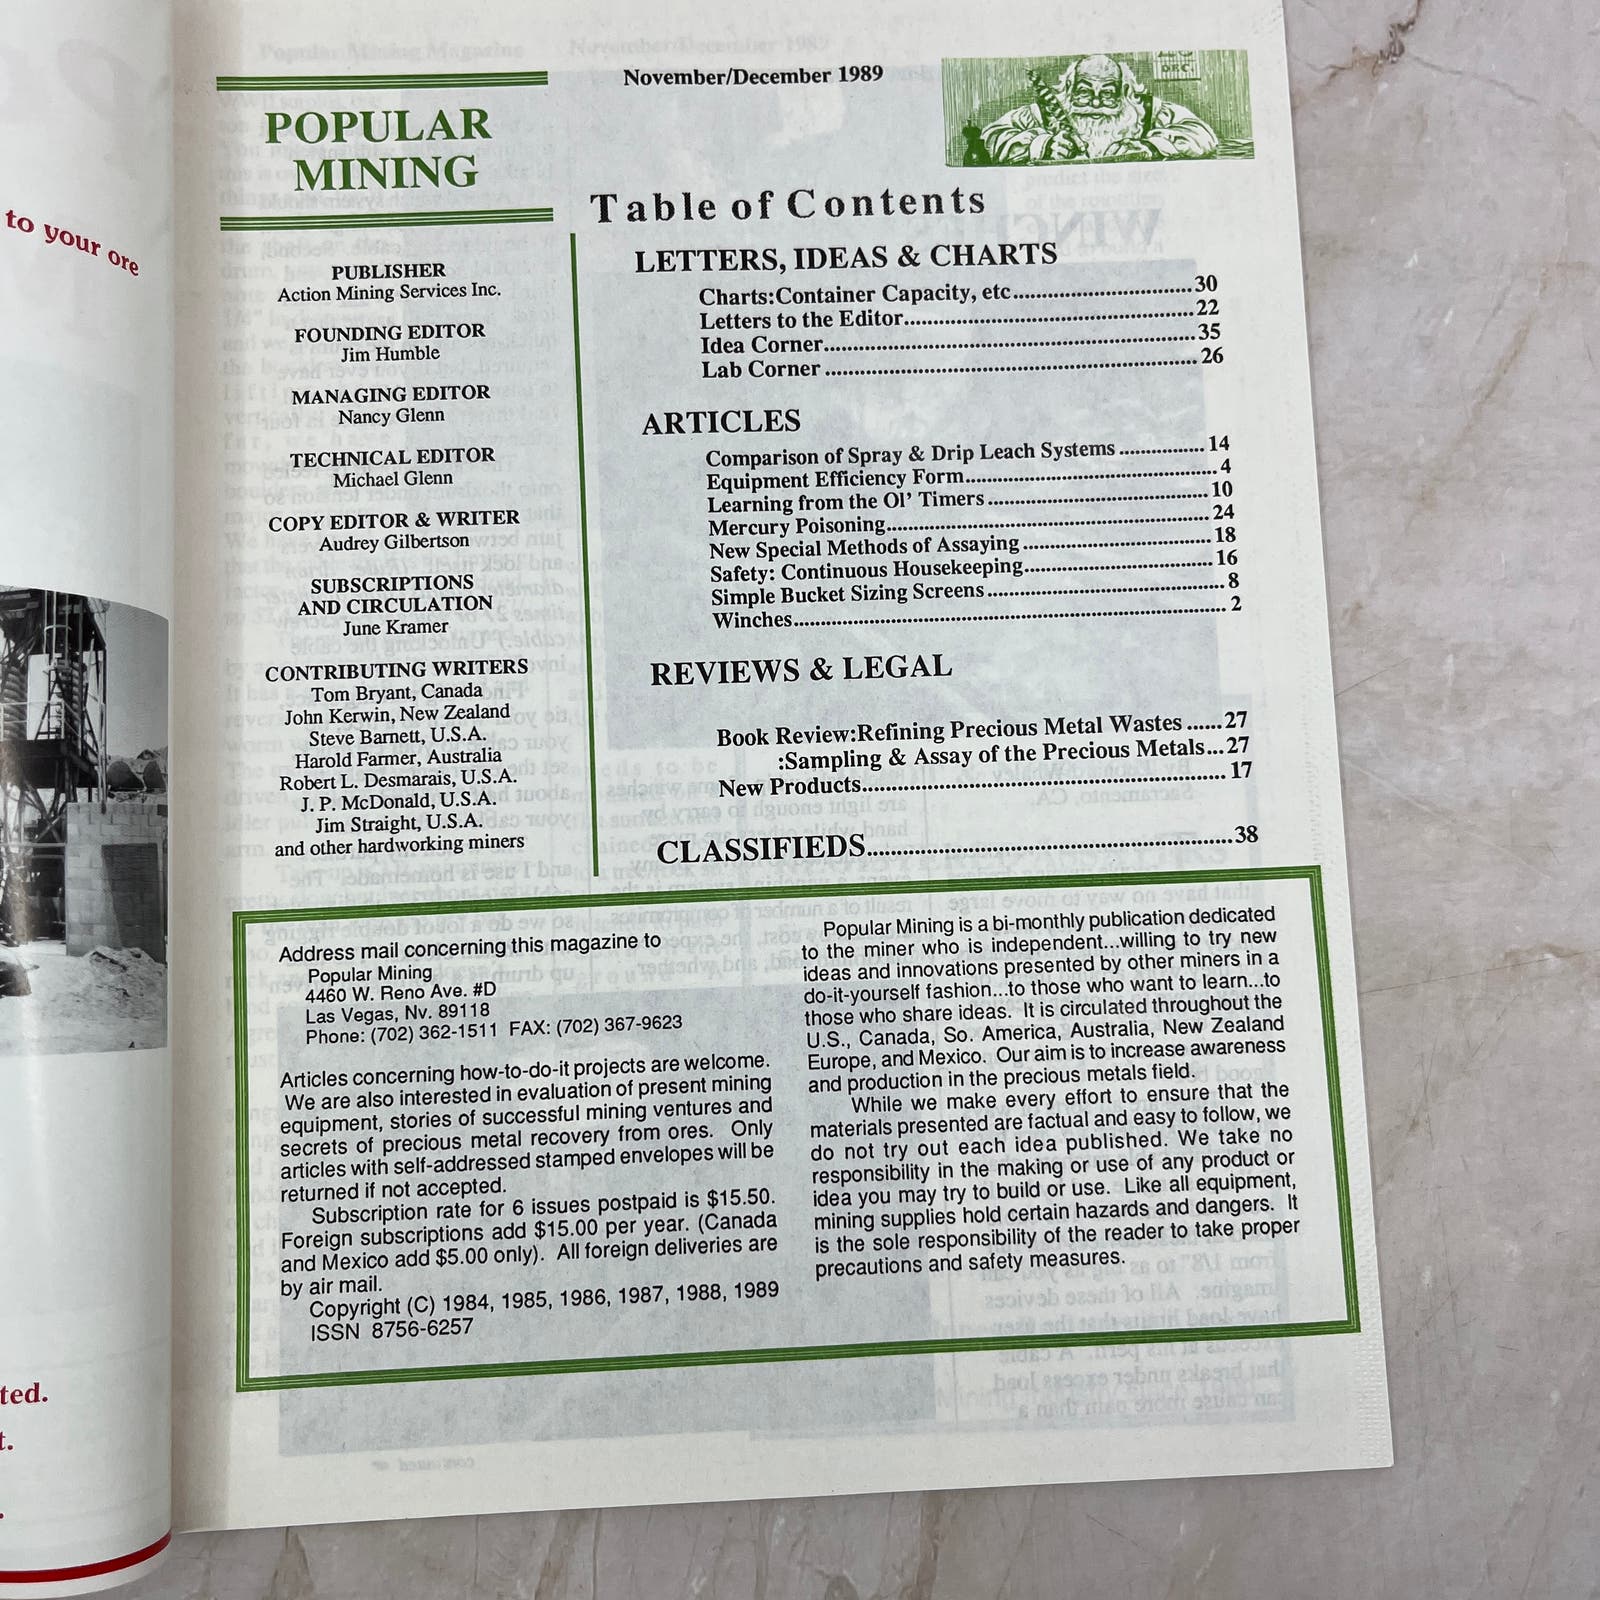 to your ore
ted.
t.
November/December 1989
DEC.
POPULAR
MINING
PUBLISHER
Action Mining Services Inc.
FOUNDING EDITOR
Jim Humble
MANAGING EDITOR
Nancy Glenn
TECHNICAL EDITOR
Michael Glenn
COPY EDITOR & WRITER
Audrey Gilbertson
SUBSCRIPTIONS
AND CIRCULATION
June Kramer
CONTRIBUTING WRITERS
Tom Bryant, Canada
John Kerwin, New Zealand
Steve Barnett, U.S.A.
Harold Farmer, Australia
Robert L. Desmarais, U.S.A.
J. P. McDonald, U.S.A.
Jim Straight, U.S.A.
and other hardworking miners
Table of Contents
LETTERS, IDEAS & CHARTS
Charts:Container Capacity, etc....30
Letters to the Editor....22
Idea Corner....35
Lab Corner....26
ARTICLES
Comparison of Spray & Drip Leach Systems....14
Equipment Efficiency Form....4
Learning from the Ol' Timers....10
Mercury Poisoning....24
New Special Methods of Assaying....18
Safety: Continuous Housekeeping....16
Simple Bucket Sizing Screens....8
Winches....2
REVIEWS & LEGAL
Book Review:Refining Precious Metal Wastes......27
:Sampling & Assay of the Precious Metals...27
New Products....17
CLASSIFIEDS....38
Address mail concerning this magazine to
Popular Mining
4460 W. Reno Ave. #D
Las Vegas, Nv. 89118
Phone: (702) 362-1511 FAX: (702) 367-9623
Articles concerning how-to-do-it projects are welcome.
We are also interested in evaluation of present mining
equipment, stories of successful mining ventures and
secrets of precious metal recovery from ores. Only
articles with self-addressed stamped envelopes will be
returned if not accepted.
Subscription rate for 6 issues postpaid is $15.50.
Foreign subscriptions add $15.00 per year. (Canada
and Mexico add $5.00 only). All foreign deliveries are
by air mail.
Copyright (C) 1984, 1985, 1986, 1987, 1988, 1989
ISSN 8756-6257
Popular Mining is a bi-monthly publication dedicated
to the miner who is independent...willing to try new
ideas and innovations presented by other miners in a
do-it-yourself fashion...to those who want to learn...to
those who share ideas. It is circulated throughout the
U.S., Canada, So. America, Australia, New Zealand
Europe, and Mexico. Our aim is to increase awareness
and production in the precious metals field.
While we make every effort to ensure that the
materials presented are factual and easy to follow, we
do not try out each idea published. We take no
responsibility in the making or use of any product or
idea you may try to build or use. Like all equipment,
mining supplies hold certain hazards and dangers. It
is the sole responsibility of the reader to take proper
precautions and safety measures.